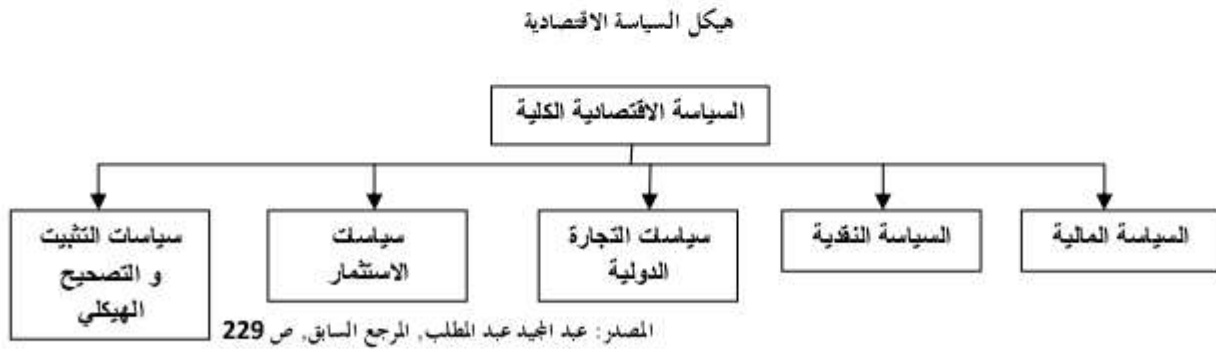 هيكل السياسة الاقتصادية
السياسة الاقتصادية الكلية
السياسة المالية
السياسة النقدية
سياسات التجارة
الدولية
سياسات
الاستثمار
سياسات التثبيت
و التصحيح
الهيكلي
المصدر: عبد المجيد عبد المطلب, المرجع السابق, ص 229